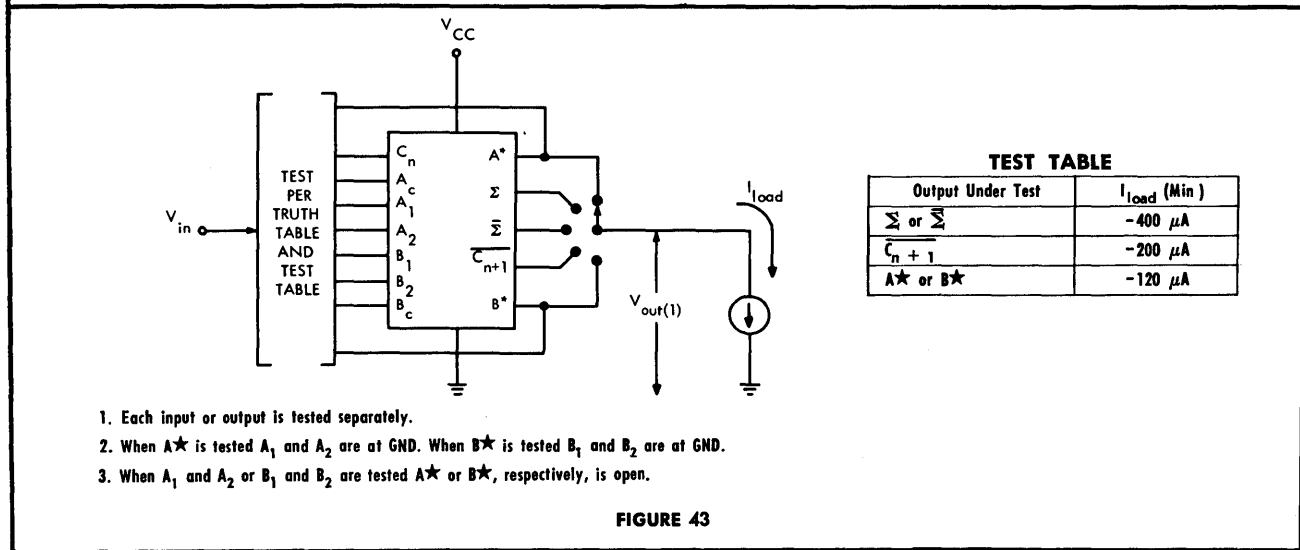 V_CC
V_in
TEST
PER
TRUTH
TABLE
AND
TEST
TABLE
C_n
A_c
A_1
A_2
B_1
B_2
B_c
A*
Σ
Σ̅
C̅_n+1
B*
V_out(1)
I_load
TEST TABLE
Output Under Test I_load (Min)
Σ or Σ̅ -400 μA
C̅_n + 1 -200 μA
A★ or B★ -120 μA
1. Each input or output is tested separately.
2. When A★ is tested A_1 and A_2 are at GND. When B★ is tested B_1 and B_2 are at GND.
3. When A_1 and A_2 or B_1 and B_2 are tested A★ or B★, respectively, is open.
FIGURE 43